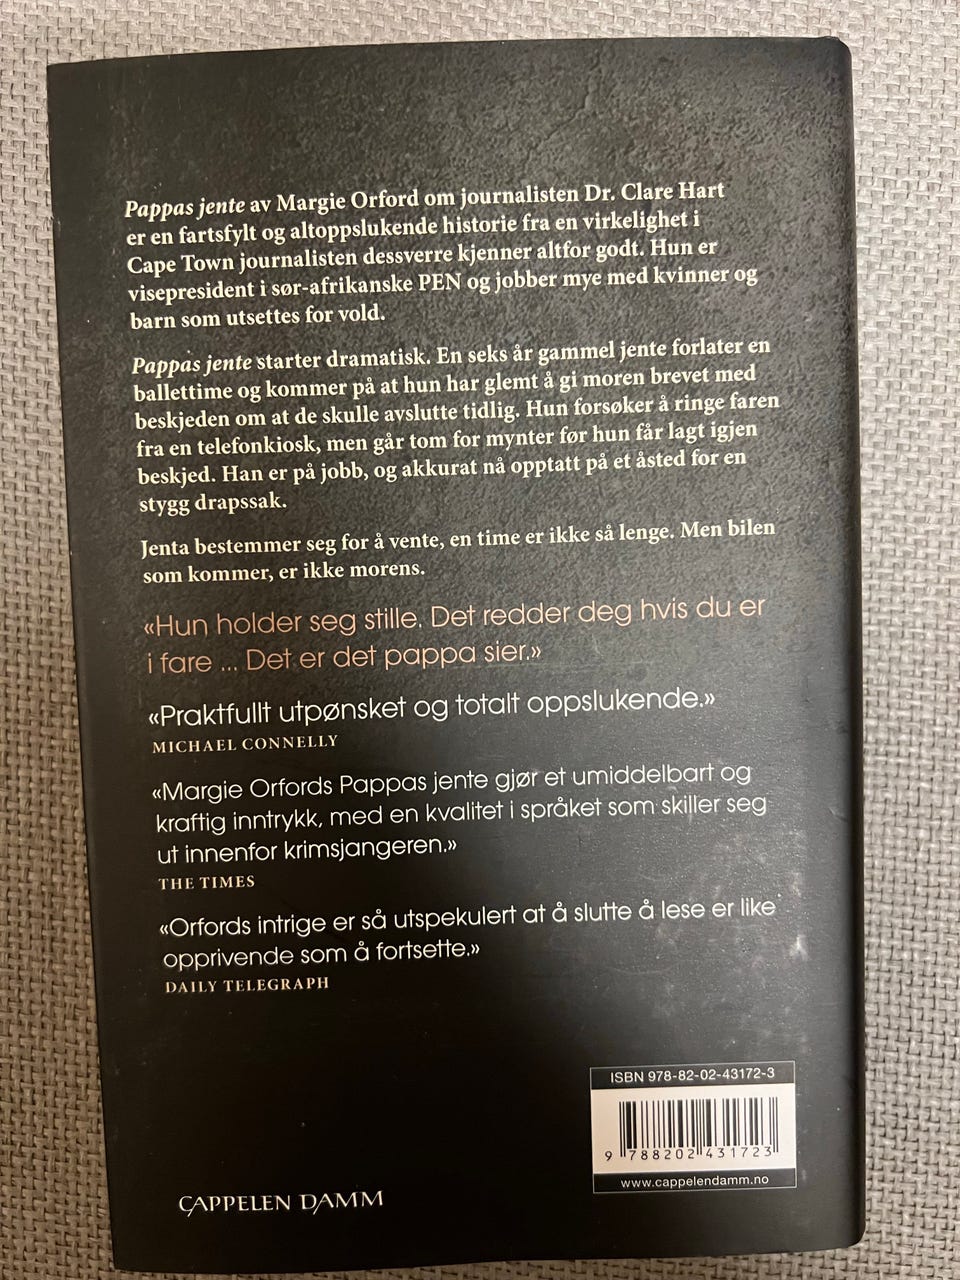 Pappas jente av Margie Orford om journalisten Dr. Clare Hart
er en fartsfylt og altoppslukende historie fra en virkelighet i
Cape Town journalisten dessverre kjenner altfor godt. Hun er
visepresident i sør-afrikanske PEN og jobber mye med kvinner og
barn som utsettes for vold.
Pappas jente starter dramatisk. En seks år gammel jente forlater en
ballettime og kommer på at hun har glemt å gi moren brevet med
beskjeden om at de skulle avslutte tidlig. Hun forsøker å ringe faren
fra en telefonkiosk, men går tom for mynter før hun får lagt igjen
beskjed. Han er på jobb, og akkurat nå opptatt på et åsted for en
stygg drapssak.
Jenta bestemmer seg for å vente, en time er ikke så lenge. Men bilen
som kommer, er ikke morens.
«Hun holder seg stille. Det redder deg hvis du er
i fare ... Det er det pappa sier.»
«Praktfullt utpønsket og totalt oppslukende.»
MICHAEL CONNELLY
«Margie Orfords Pappas jente gjør et umiddelbart og
kraftig inntrykk, med en kvalitet i språket som skiller seg
ut innenfor krimsjangeren.»
THE TIMES
«Orfords intrige er så utspekulert at å slutte å lese er like
opprivende som å fortsette.»
DAILY TELEGRAPH
ISBN 978-82-02-43172-3
9 788202 431723
www.cappelendamm.no
CAPPELEN DAMM